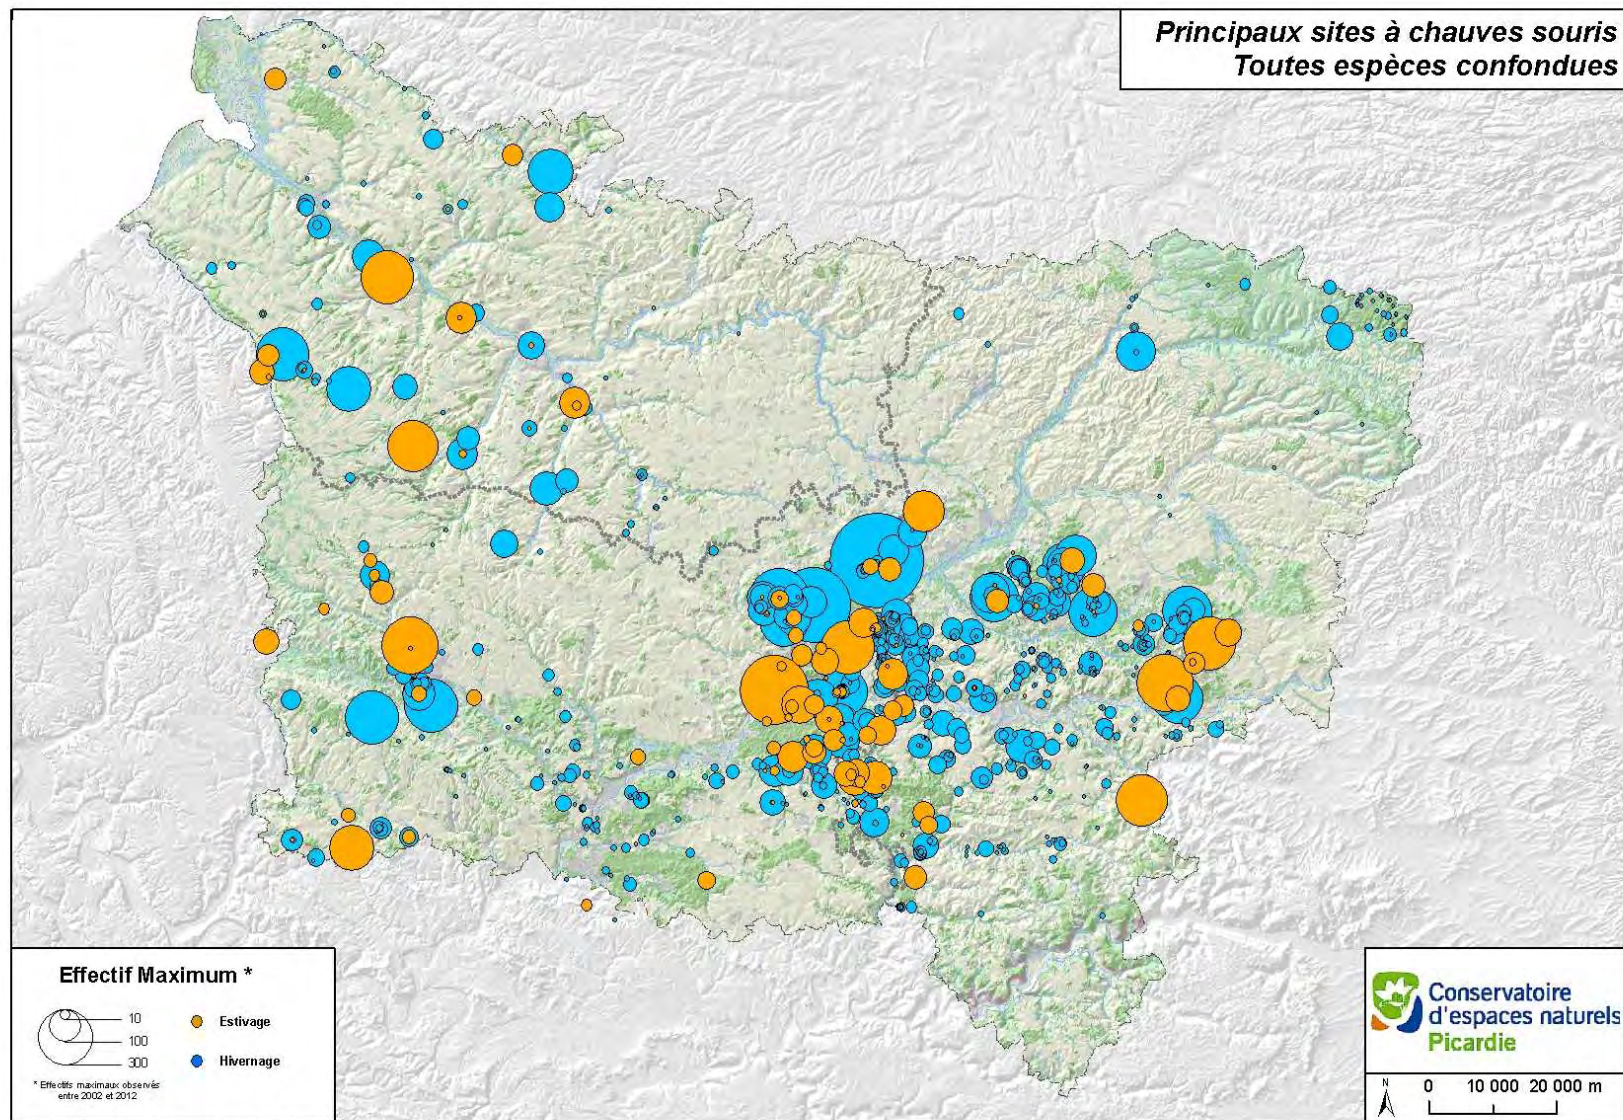 Principaux sites à chauves souris
Toutes espèces confondues
Effectif Maximum *
10
100
300
Estivage
Hivernage
* Effectifs maximaux observés
entre 2002 et 2012
Conservatoire
d'espaces naturels
Picardie
N
0 10 000 20 000 m